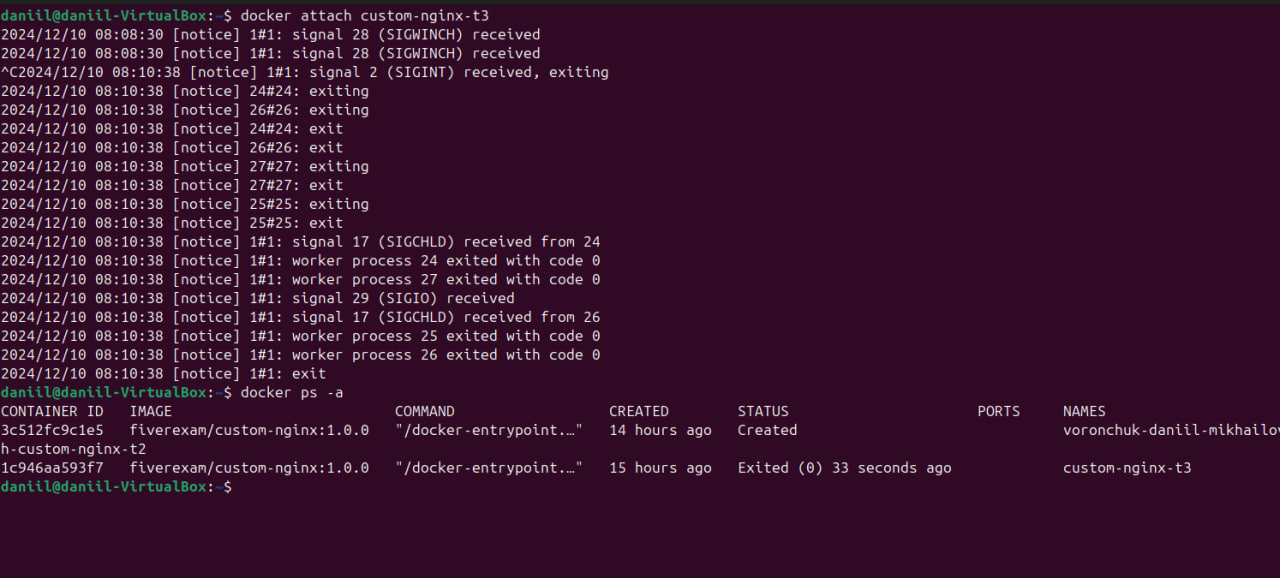 daniil@daniil-VirtualBox:~$ docker attach custom-nginx-t3
2024/12/10 08:08:30 [notice] 1#1: signal 28 (SIGWINCH) received
2024/12/10 08:08:30 [notice] 1#1: signal 28 (SIGWINCH) received
^C2024/12/10 08:10:38 [notice] 1#1: signal 2 (SIGINT) received, exiting
2024/12/10 08:10:38 [notice] 24#24: exiting
2024/12/10 08:10:38 [notice] 26#26: exiting
2024/12/10 08:10:38 [notice] 24#24: exit
2024/12/10 08:10:38 [notice] 26#26: exit
2024/12/10 08:10:38 [notice] 27#27: exiting
2024/12/10 08:10:38 [notice] 27#27: exit
2024/12/10 08:10:38 [notice] 25#25: exiting
2024/12/10 08:10:38 [notice] 25#25: exit
2024/12/10 08:10:38 [notice] 1#1: signal 17 (SIGCHLD) received from 24
2024/12/10 08:10:38 [notice] 1#1: worker process 24 exited with code 0
2024/12/10 08:10:38 [notice] 1#1: worker process 27 exited with code 0
2024/12/10 08:10:38 [notice] 1#1: signal 29 (SIGIO) received
2024/12/10 08:10:38 [notice] 1#1: signal 17 (SIGCHLD) received from 26
2024/12/10 08:10:38 [notice] 1#1: worker process 25 exited with code 0
2024/12/10 08:10:38 [notice] 1#1: worker process 26 exited with code 0
2024/12/10 08:10:38 [notice] 1#1: exit
daniil@daniil-VirtualBox:~$ docker ps -a
CONTAINER ID   IMAGE                          COMMAND                  CREATED        STATUS                      PORTS     NAMES
3c512fc9c1e5   fiverexam/custom-nginx:1.0.0   "/docker-entrypoint.…"   14 hours ago   Created                               voronchuk-daniil-mikhailov
h-custom-nginx-t2
1c946aa593f7   fiverexam/custom-nginx:1.0.0   "/docker-entrypoint.…"   15 hours ago   Exited (0) 33 seconds ago             custom-nginx-t3
daniil@daniil-VirtualBox:~$